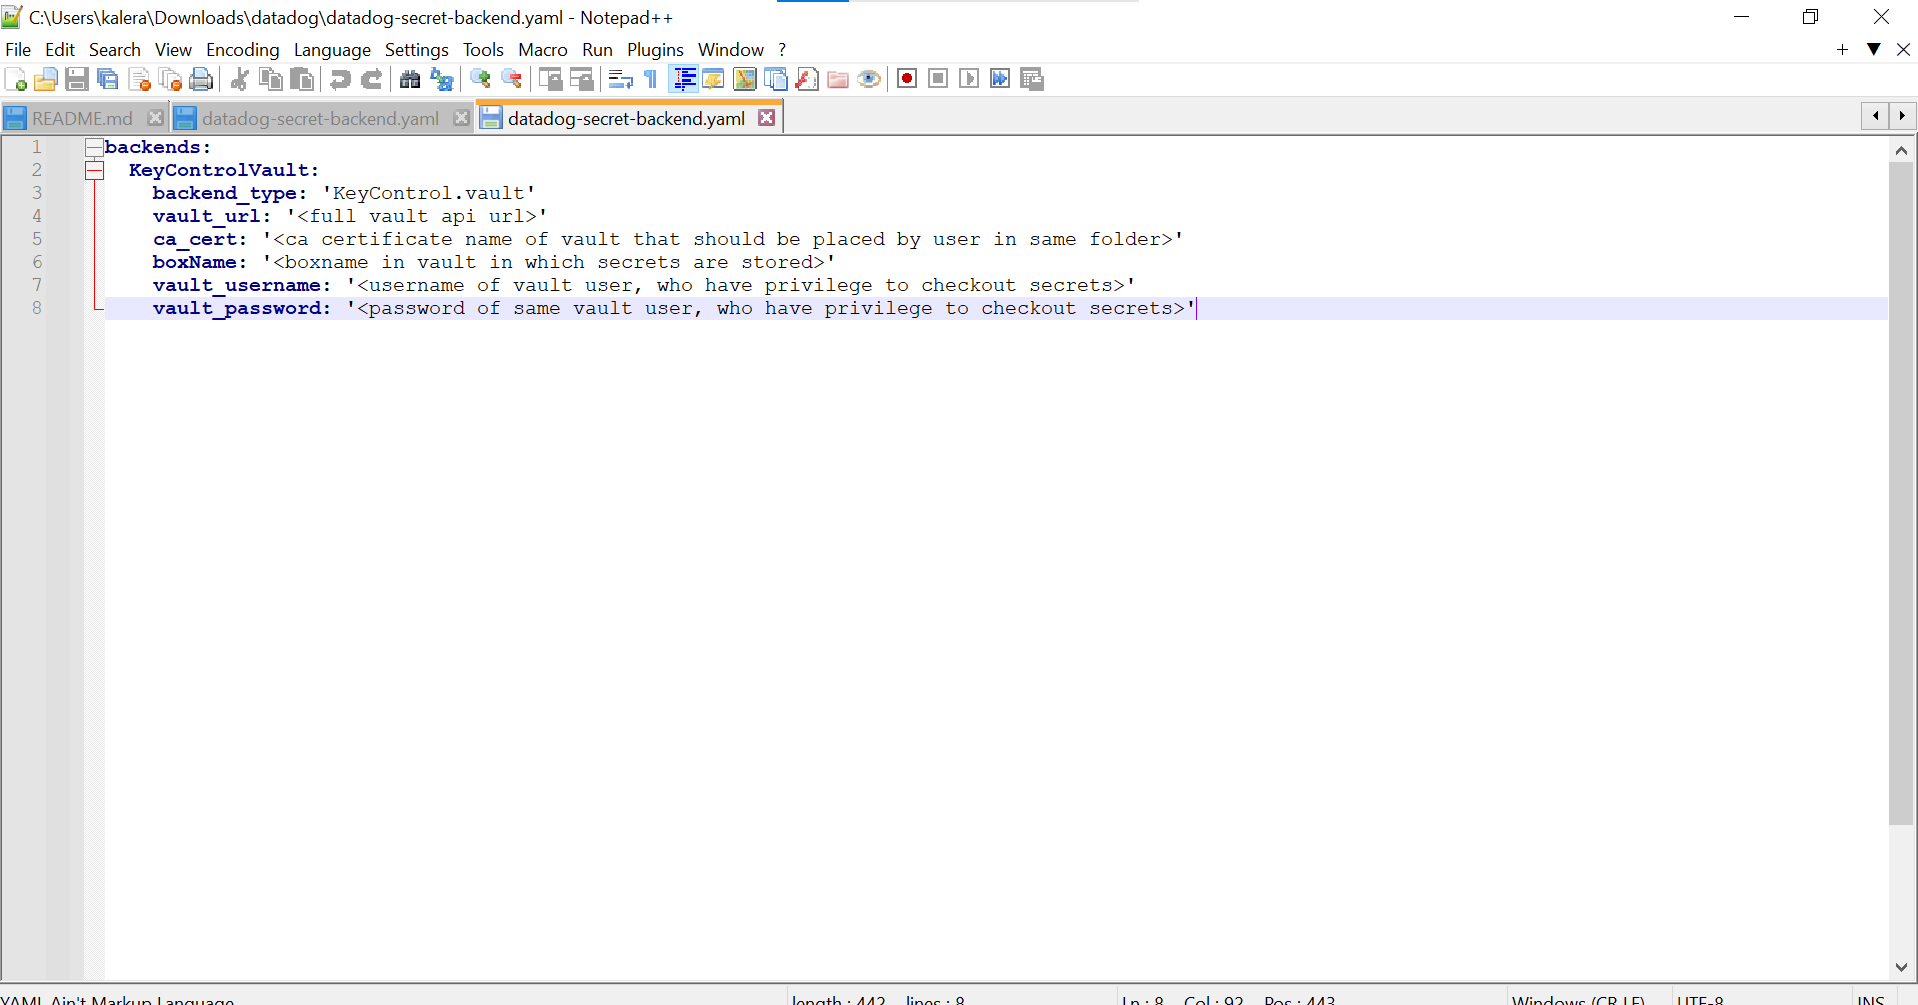 C:\Users\kalera\Downloads\datadog\datadog-secret-backend.yaml - Notepad++
File Edit Search View Encoding Language Settings Tools Macro Run Plugins Window ?
README.md datadog-secret-backend.yaml datadog-secret-backend.yaml
1 backends:
2 KeyControlVault:
3 backend_type: 'KeyControl.vault'
4 vault_url: '<full vault api url>'
5 ca_cert: '<ca certificate name of vault that should be placed by user in same folder>'
6 boxName: '<boxname in vault in which secrets are stored>'
7 vault_username: '<username of vault user, who have privilege to checkout secrets>'
8 vault_password: '<password of same vault user, who have privilege to checkout secrets>'
YAML Ain't Markup Language length : 442 lines : 8 Ln : 8 Col : 92 Pos : 443 Windows (CR LF) UTF-8 INS